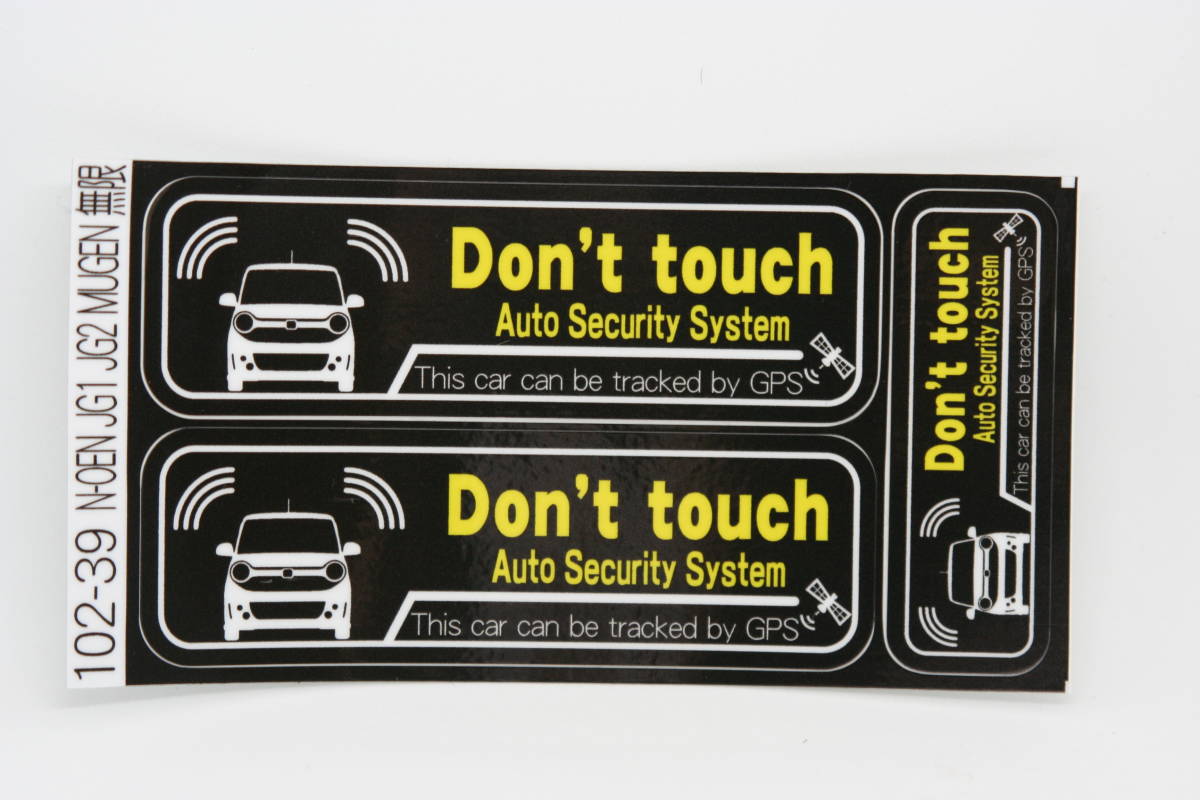 102-39 N-OEN JG1 JG2 MUGEN 無限
Don't touch
Auto Security System
This car can be tracked by GPS
Don't touch
Auto Security System
This car can be tracked by GPS
Don't touch
Auto Security System
This car can be tracked by GPS